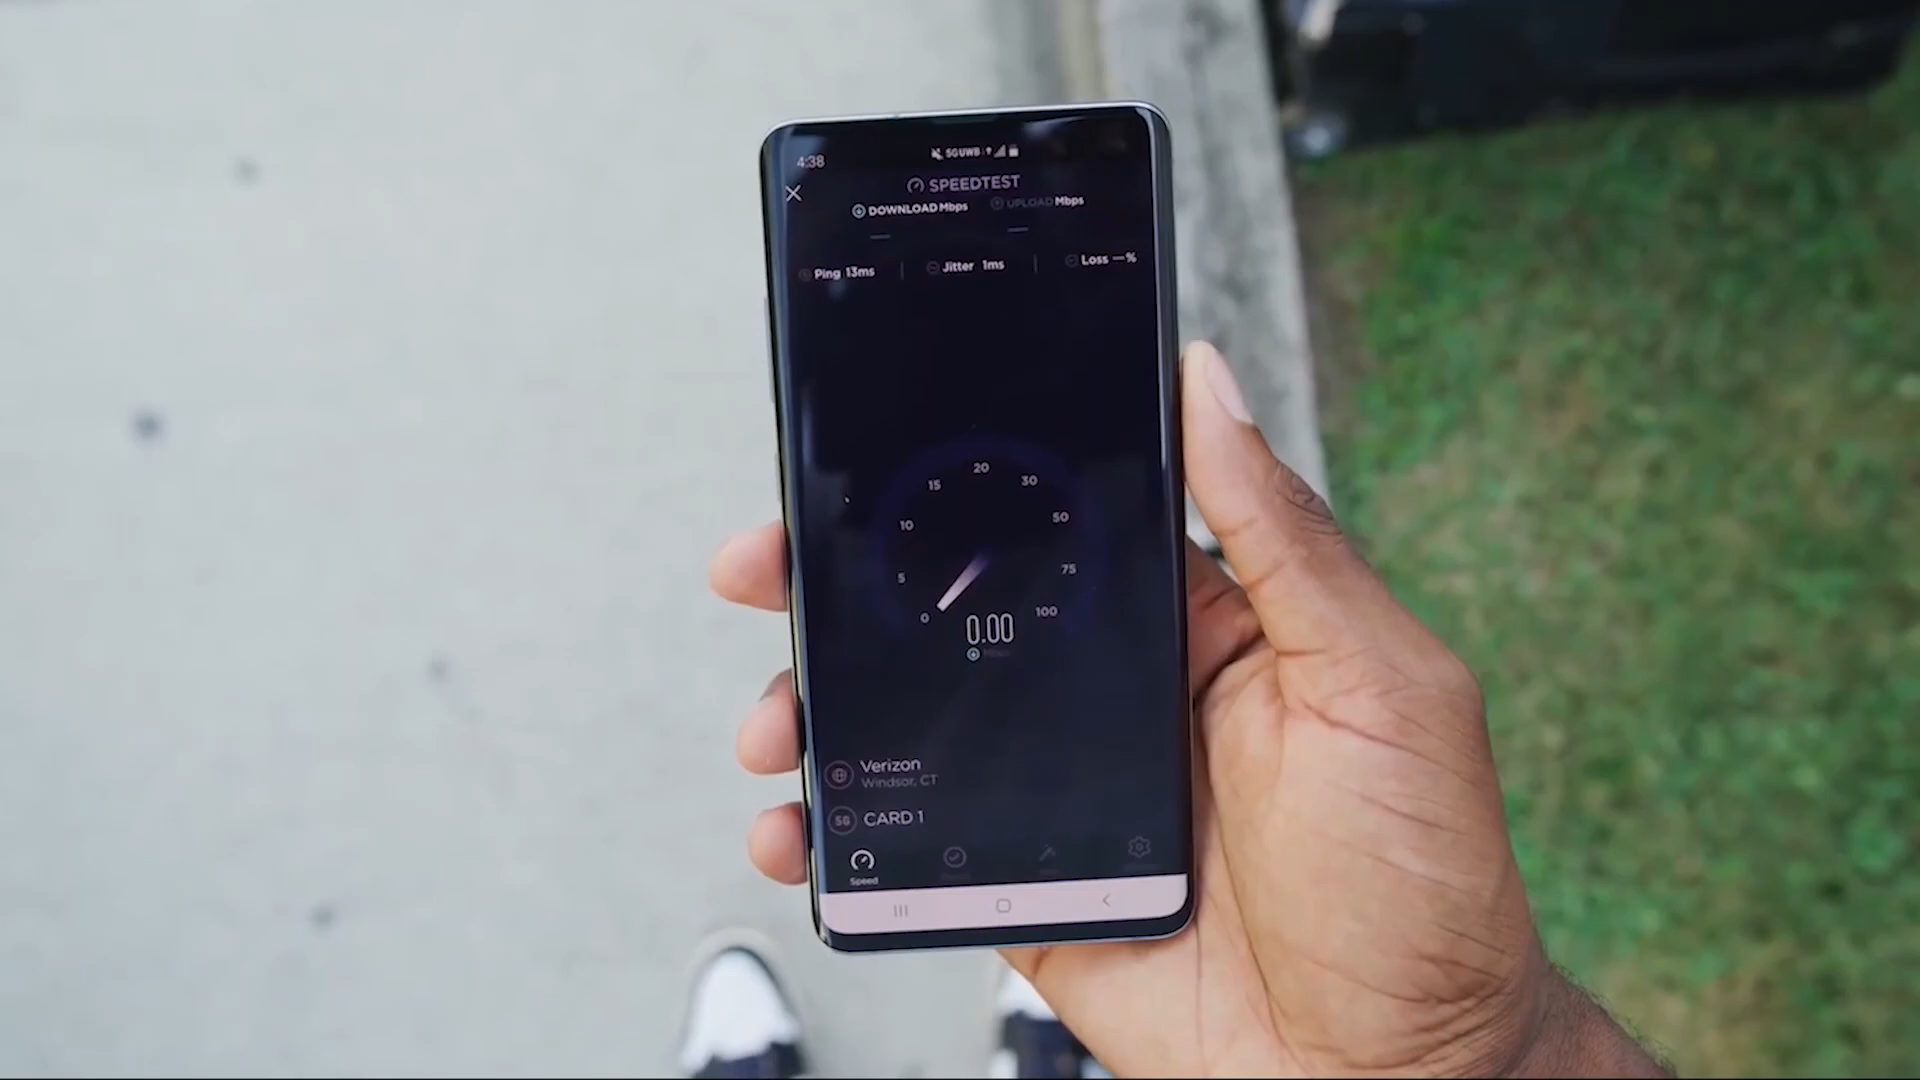 4:38
5GUWB
SPEEDTEST
DOWNLOAD Mbps UPLOAD Mbps
Ping 13ms Jitter 1ms Loss —%
20
15 30
10 50
5 75
0 100
0.00
Verizon
Windsor, CT
5G CARD 1
Speed